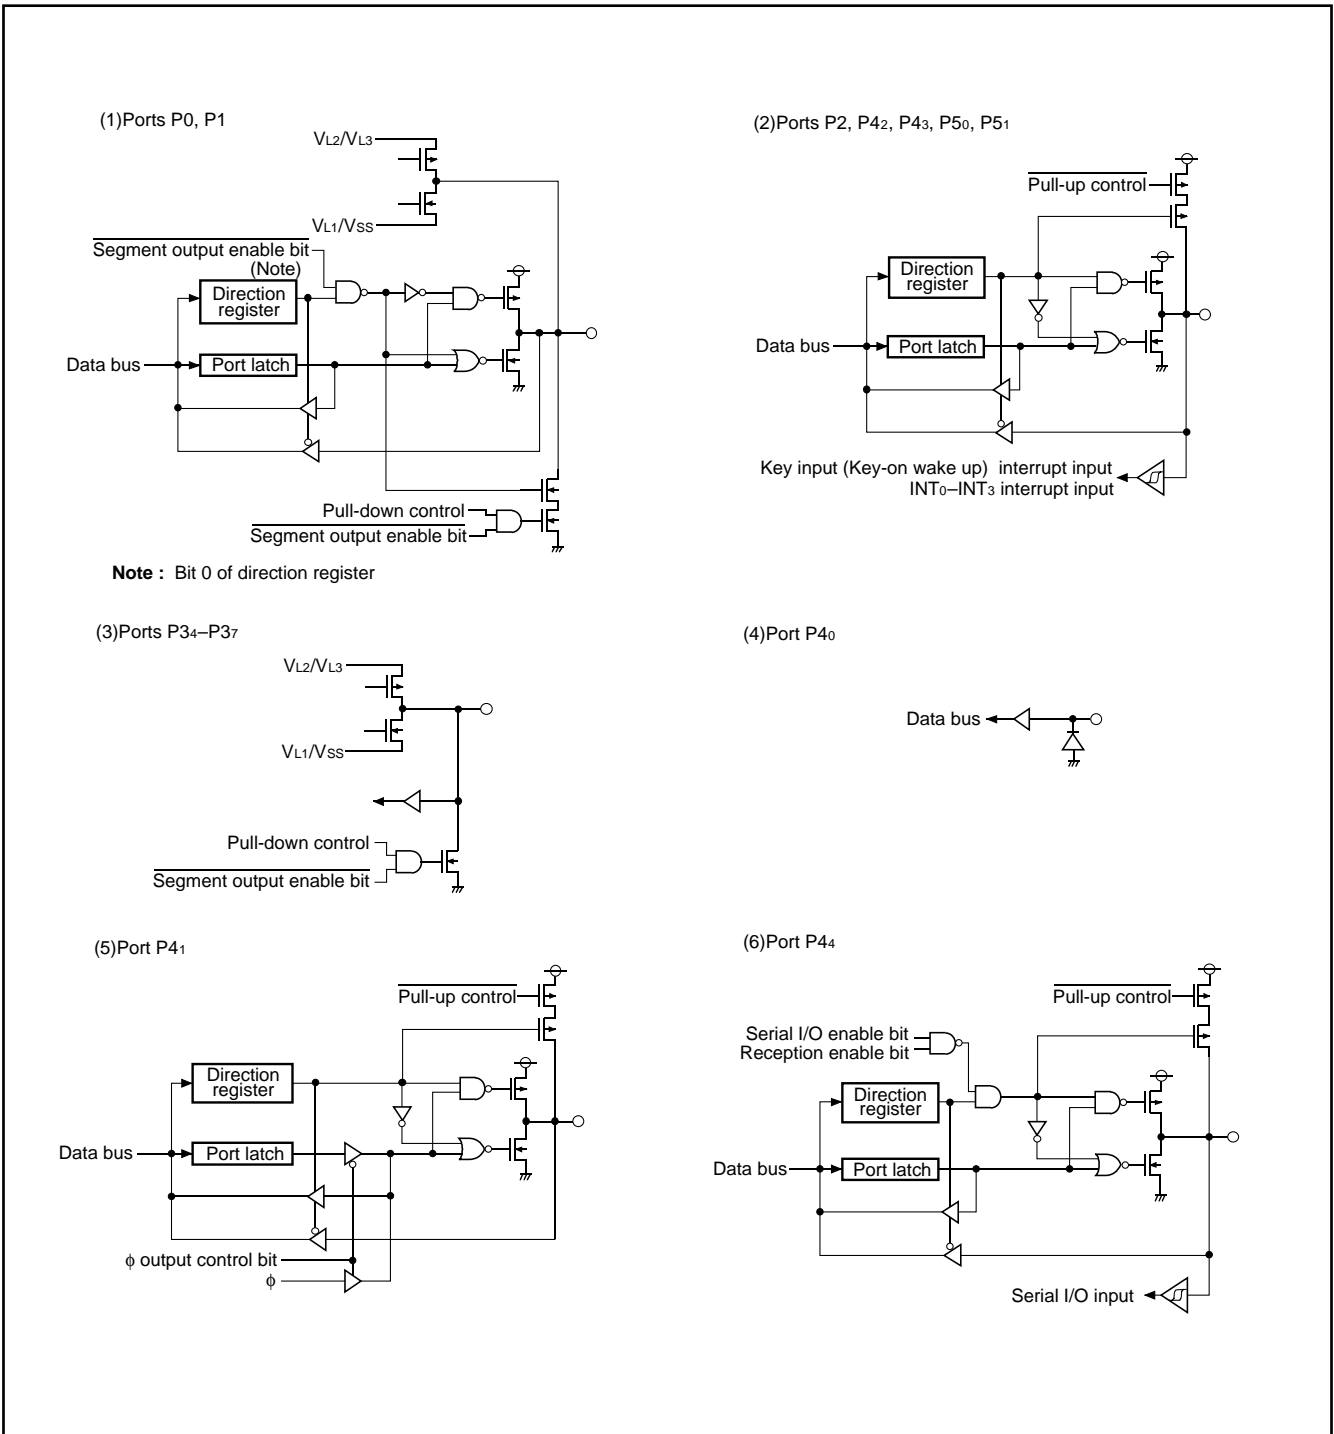 (1)Ports P0, P1
VL2/VL3
VL1/VSS
Segment output enable bit
(Note)
Direction
register
Data bus
Port latch
Pull-down control
Segment output enable bit
Note : Bit 0 of direction register
(2)Ports P2, P42, P43, P50, P51
Pull-up control
Direction
register
Data bus
Port latch
Key input (Key-on wake up) interrupt input
INT0–INT3 interrupt input
(3)Ports P34–P37
VL2/VL3
VL1/VSS
Pull-down control
Segment output enable bit
(4)Port P40
Data bus
(5)Port P41
Pull-up control
Direction
register
Data bus
Port latch
ϕ output control bit
ϕ
(6)Port P44
Pull-up control
Serial I/O enable bit
Reception enable bit
Direction
register
Data bus
Port latch
Serial I/O input